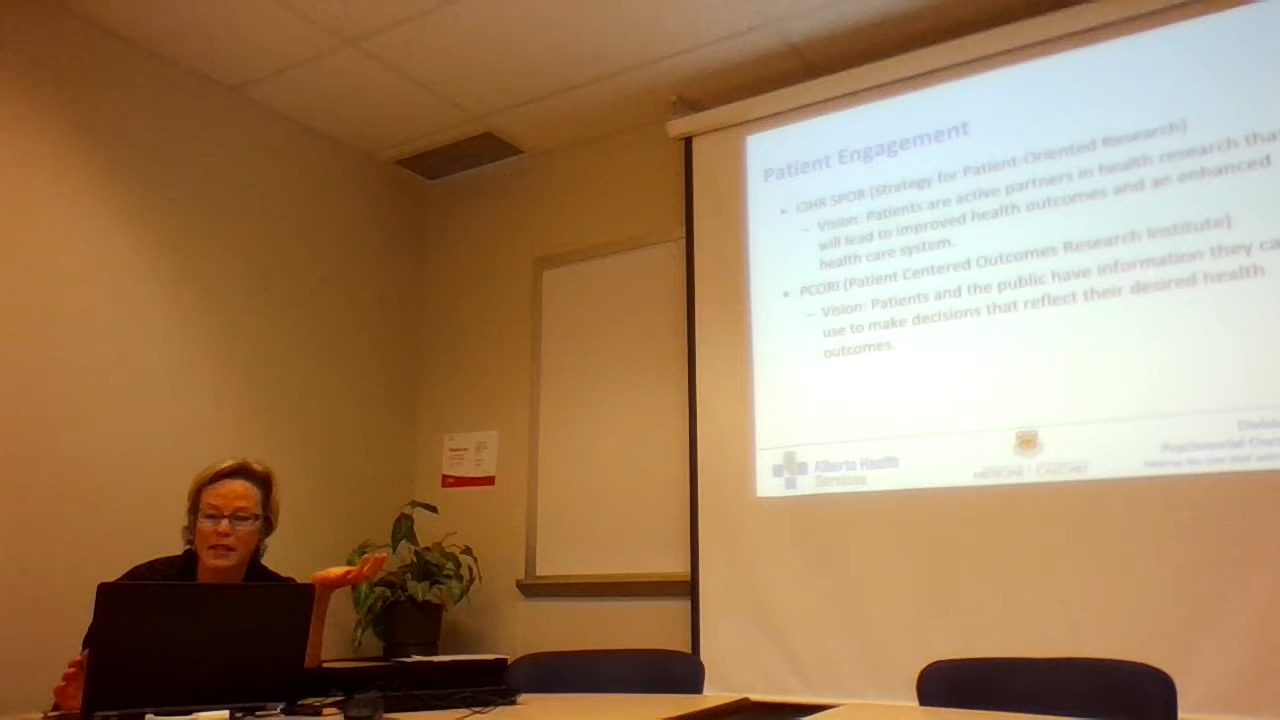 Patient Engagement
• CIHR SPOR (Strategy for Patient-Oriented Research)
– Vision: Patients are active partners in health research tha
will lead to improved health outcomes and an enhanced
health care system.
• PCORI (Patient Centered Outcomes Research Institute)
– Vision: Patients and the public have information they ca
use to make decisions that reflect their desired health
outcomes.
Alberta Health
Services